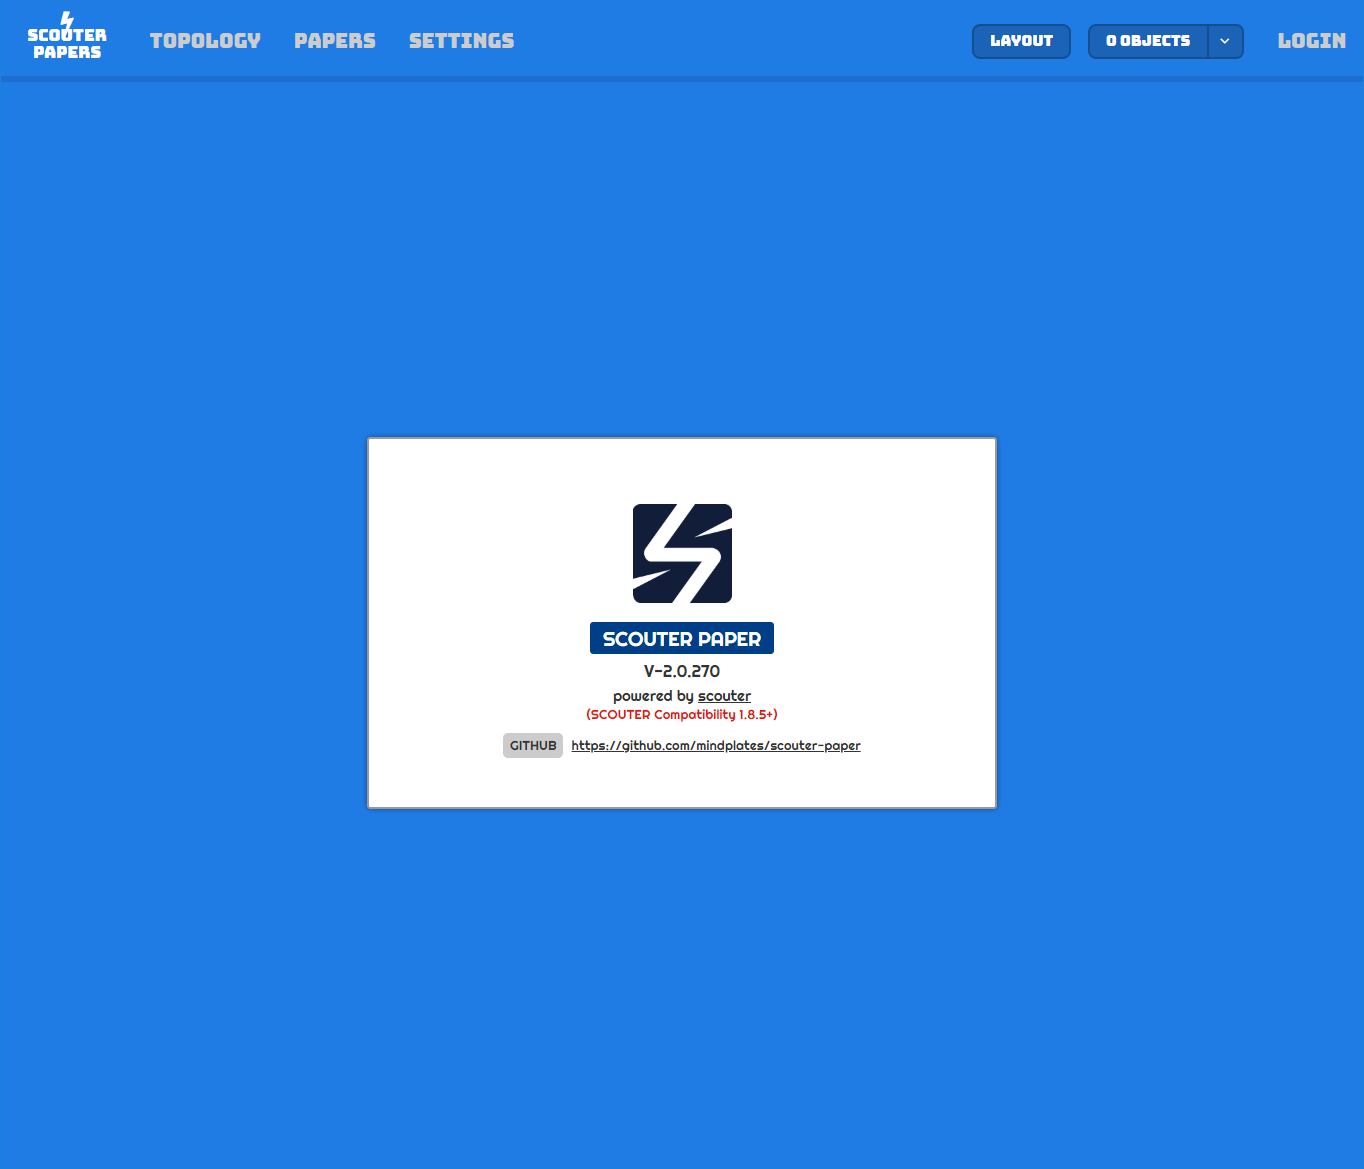 SCOUTER
PAPERS
TOPOLOGY PAPERS SETTINGS LAYOUT 0 OBJECTS LOGIN
SCOUTER PAPER
V-2.0.270
powered by scouter
(SCOUTER Compatibility 1.8.5+)
GITHUB https://github.com/mindplates/scouter-paper